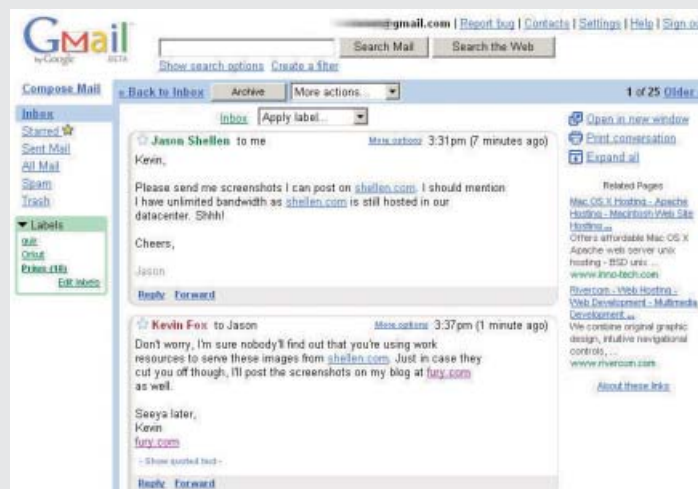 gmail.com | Report bug | Contacts | Settings | Help | Sign ou
GMail
by Google BETA
Search Mail Search the Web
Show search options Create a filter
Compose Mail
« Back to Inbox Archive More actions... 1 of 25 Older
Inbox
Starred
Sent Mail
All Mail
Spam
Trash
Labels
quiz
Orkut
Edit labels
Inbox Apply label...
Jason Shellen to me More options 3:31pm (7 minutes ago)
Kevin,
Please send me screenshots I can post on shellen.com. I should mention
I have unlimited bandwidth as shellen.com is still hosted in our
datacenter. Shhh!
Cheers,
Jason
Reply Forward
Kevin Fox to Jason More options 3:37pm (1 minute ago)
Don't worry, I'm sure nobody'll find out that you're using work
resources to serve these images from shellen.com. Just in case they
cut you off though, I'll post the screenshots on my blog at fury.com
as well.
Seeya later,
Kevin
fury.com
- Show quoted text -
Reply Forward
Open in new window
Print conversation
Expand all
Related Pages
Mac OS X Hosting - Apache
Hosting - Macintosh Web Site
Hosting ...
Offers affordable Mac OS X
Apache web server unix
hosting - BSD unix ...
www.inno-tech.com
Rivercom - Web Hosting -
Web Development - Multimedia
Development ...
We combine original graphic
design, intuitive navigational
controls, ...
www.rivercom.com
About these links